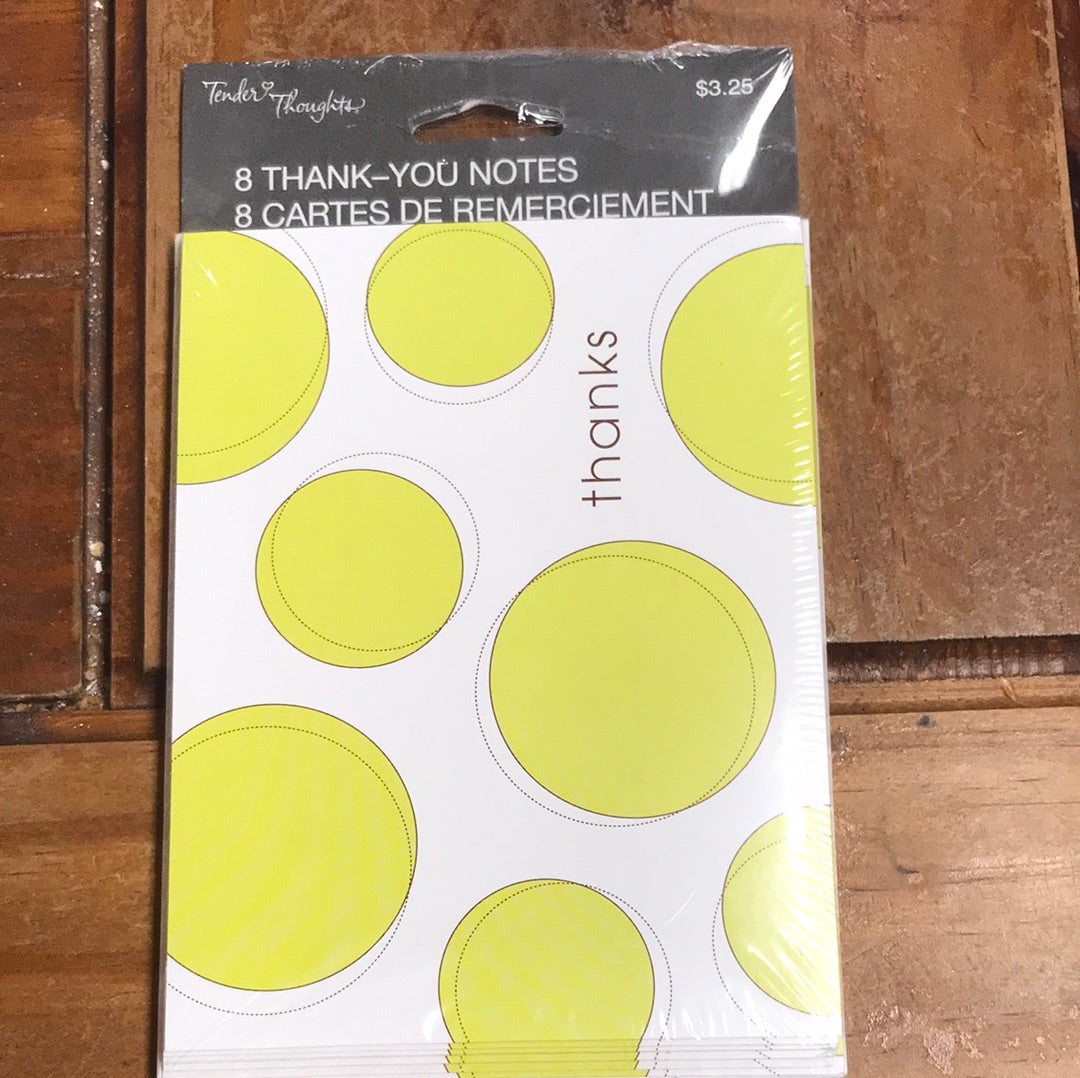 Tender Thoughts
$3.25
8 THANK–YOU NOTES
8 CARTES DE REMERCIEMENT
thanks